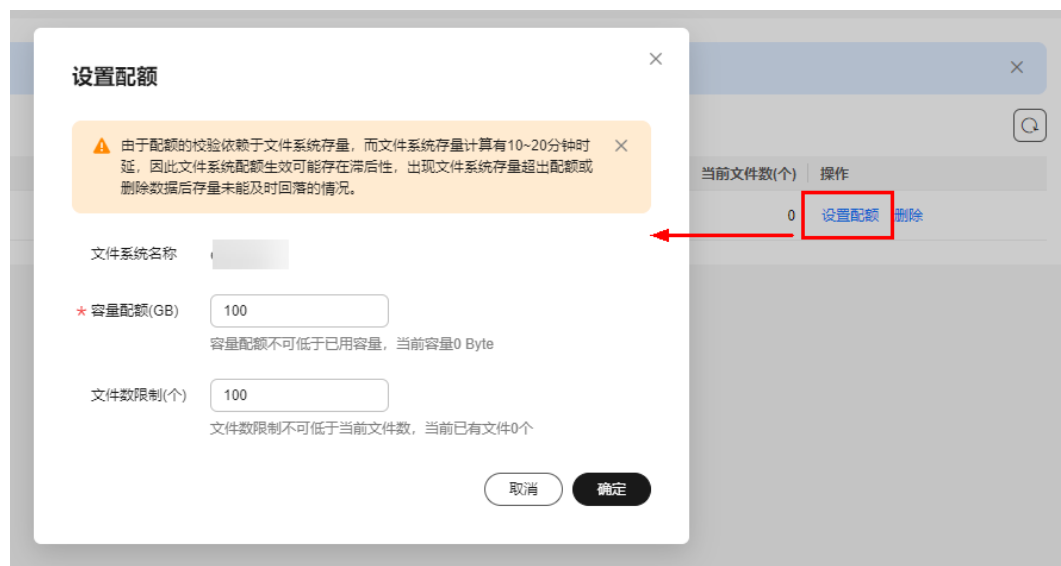 设置配额
由于配额的校验依赖于文件系统存量，而文件系统存量计算有10~20分钟时
延，因此文件系统配额生效可能存在滞后性，出现文件系统存量超出配额或
删除数据后存量未能及时回落的情况。
当前文件数(个) 操作
0 设置配额 删除
文件系统名称
* 容量配额(GB) 100
容量配额不可低于已用容量，当前容量0 Byte
文件数限制(个) 100
文件数限制不可低于当前文件数，当前已有文件0个
取消 确定